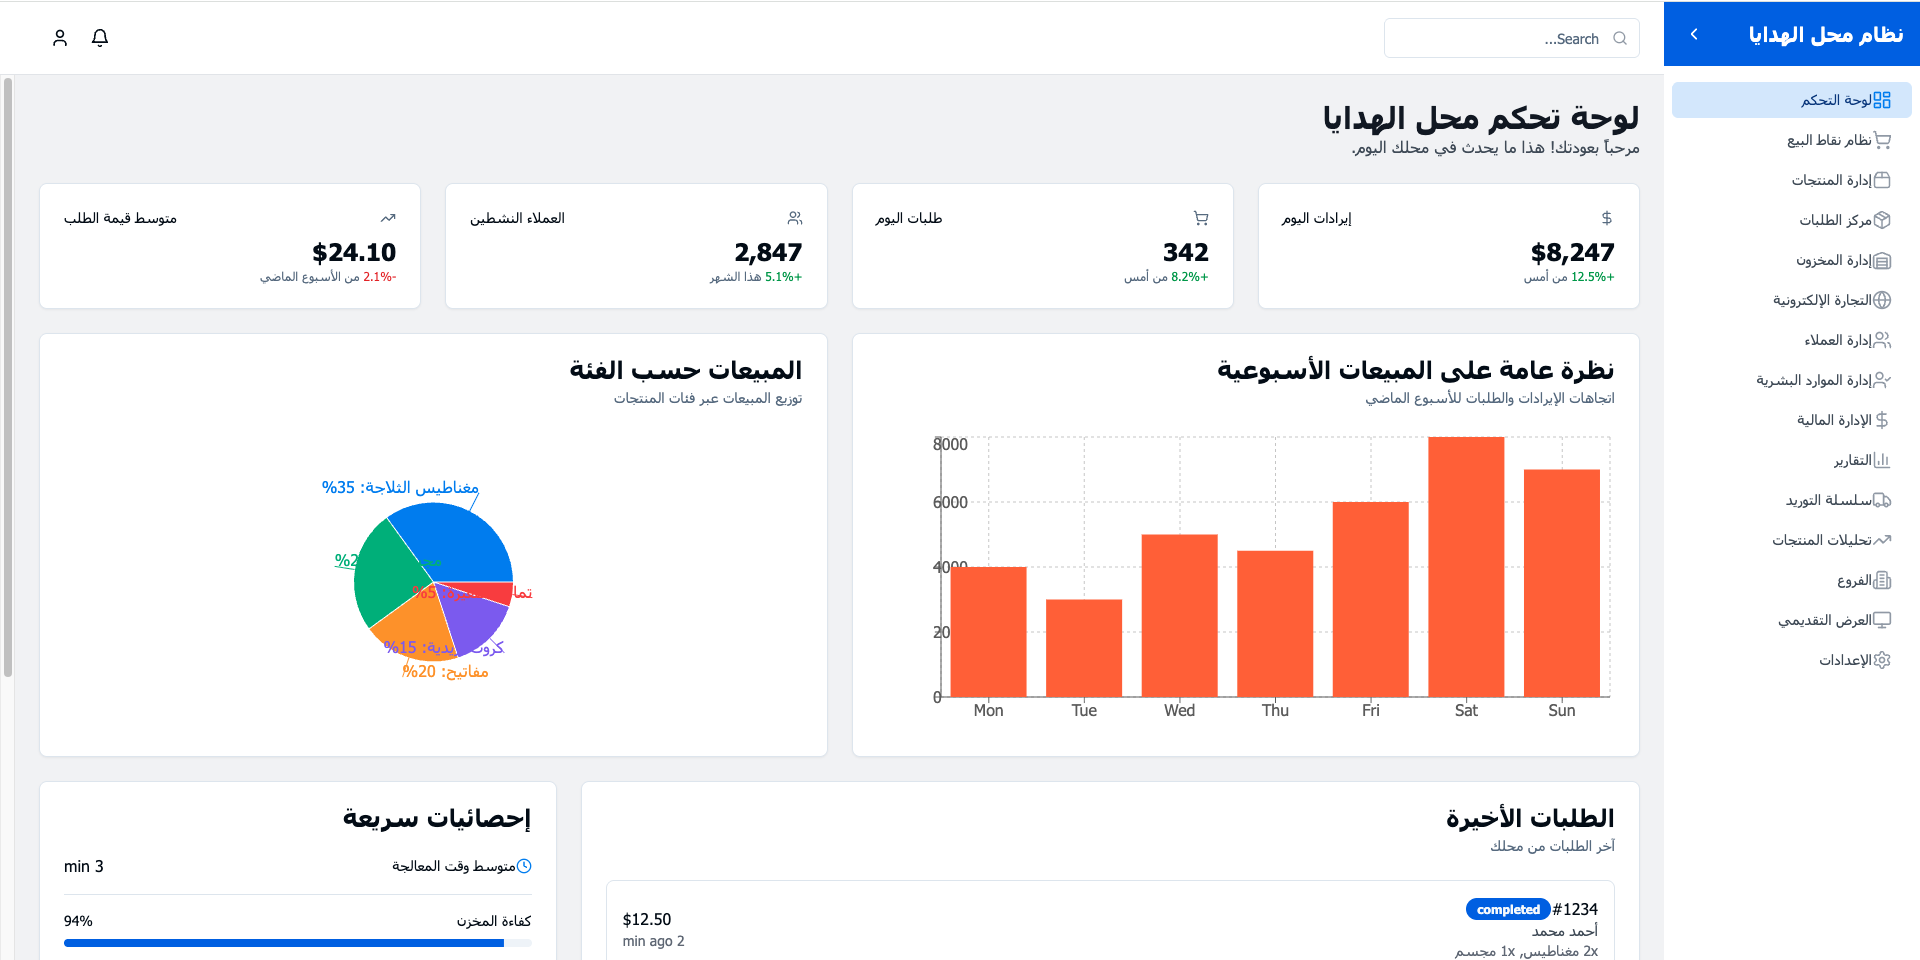 نظام محل الهدايا
Search...
لوحة التحكم
نظام نقاط البيع
إدارة المنتجات
مركز الطلبات
إدارة المخزون
التجارة الإلكترونية
إدارة العملاء
إدارة الموارد البشرية
الإدارة المالية
التقارير
سلسلة التوريد
تحليلات المنتجات
الفروع
العرض التقديمي
الإعدادات
لوحة تحكم محل الهدايا
مرحباً بعودتك! هذا ما يحدث في محلك اليوم.
إيرادات اليوم
$8,247
+12.5% من أمس
طلبات اليوم
342
+8.2% من أمس
العملاء النشطين
2,847
+5.1% هذا الشهر
متوسط قيمة الطلب
$24.10
-2.1% من الأسبوع الماضي
نظرة عامة على المبيعات الأسبوعية
اتجاهات الإيرادات والطلبات للأسبوع الماضي
8000
6000
4000
20
0
Mon Tue Wed Thu Fri Sat Sun
المبيعات حسب الفئة
توزيع المبيعات عبر فئات المنتجات
مغناطيس الثلاجة: 35%
5%
15%
مفاتيح: 20%
الطلبات الأخيرة
آخر الطلبات من محلك
#1234 completed
أحمد محمد
2x مغناطيس, 1x مجسم
$12.50
2 min ago
إحصائيات سريعة
متوسط وقت المعالجة
3 min
كفاءة المخزن
94%